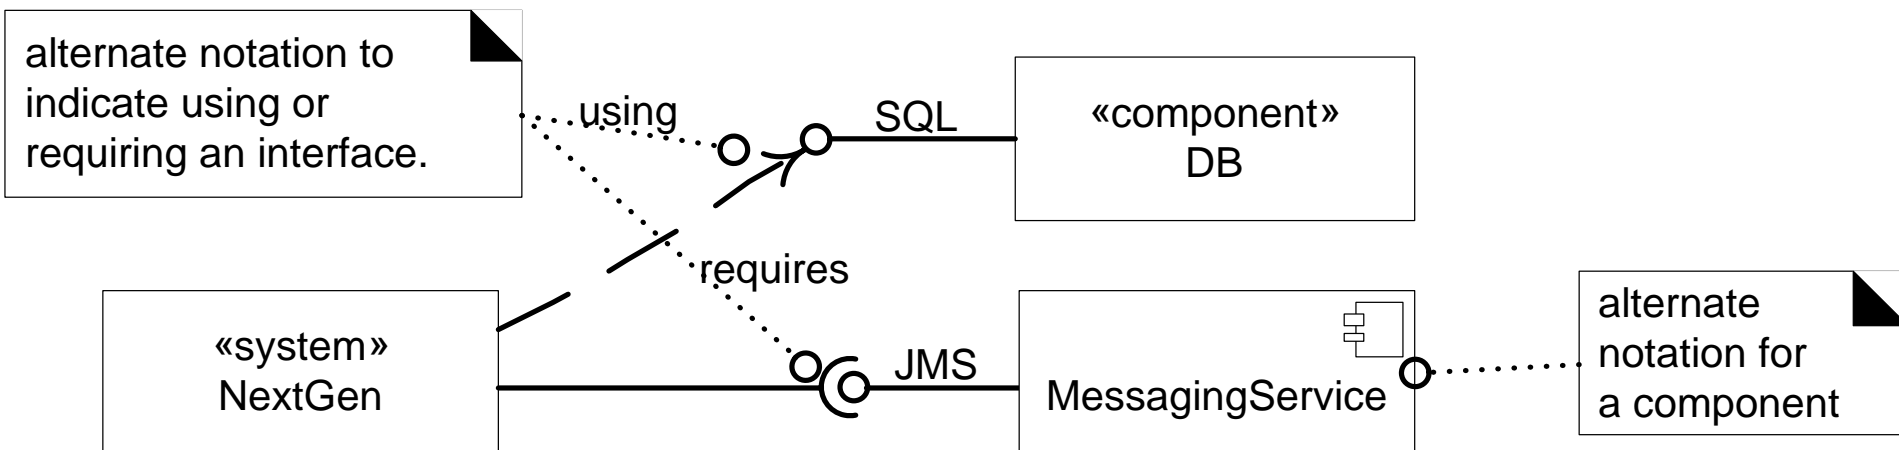 alternate notation to
indicate using or
requiring an interface.
using
SQL
«component»
DB
requires
«system»
NextGen
JMS
MessagingService
alternate
notation for
a component